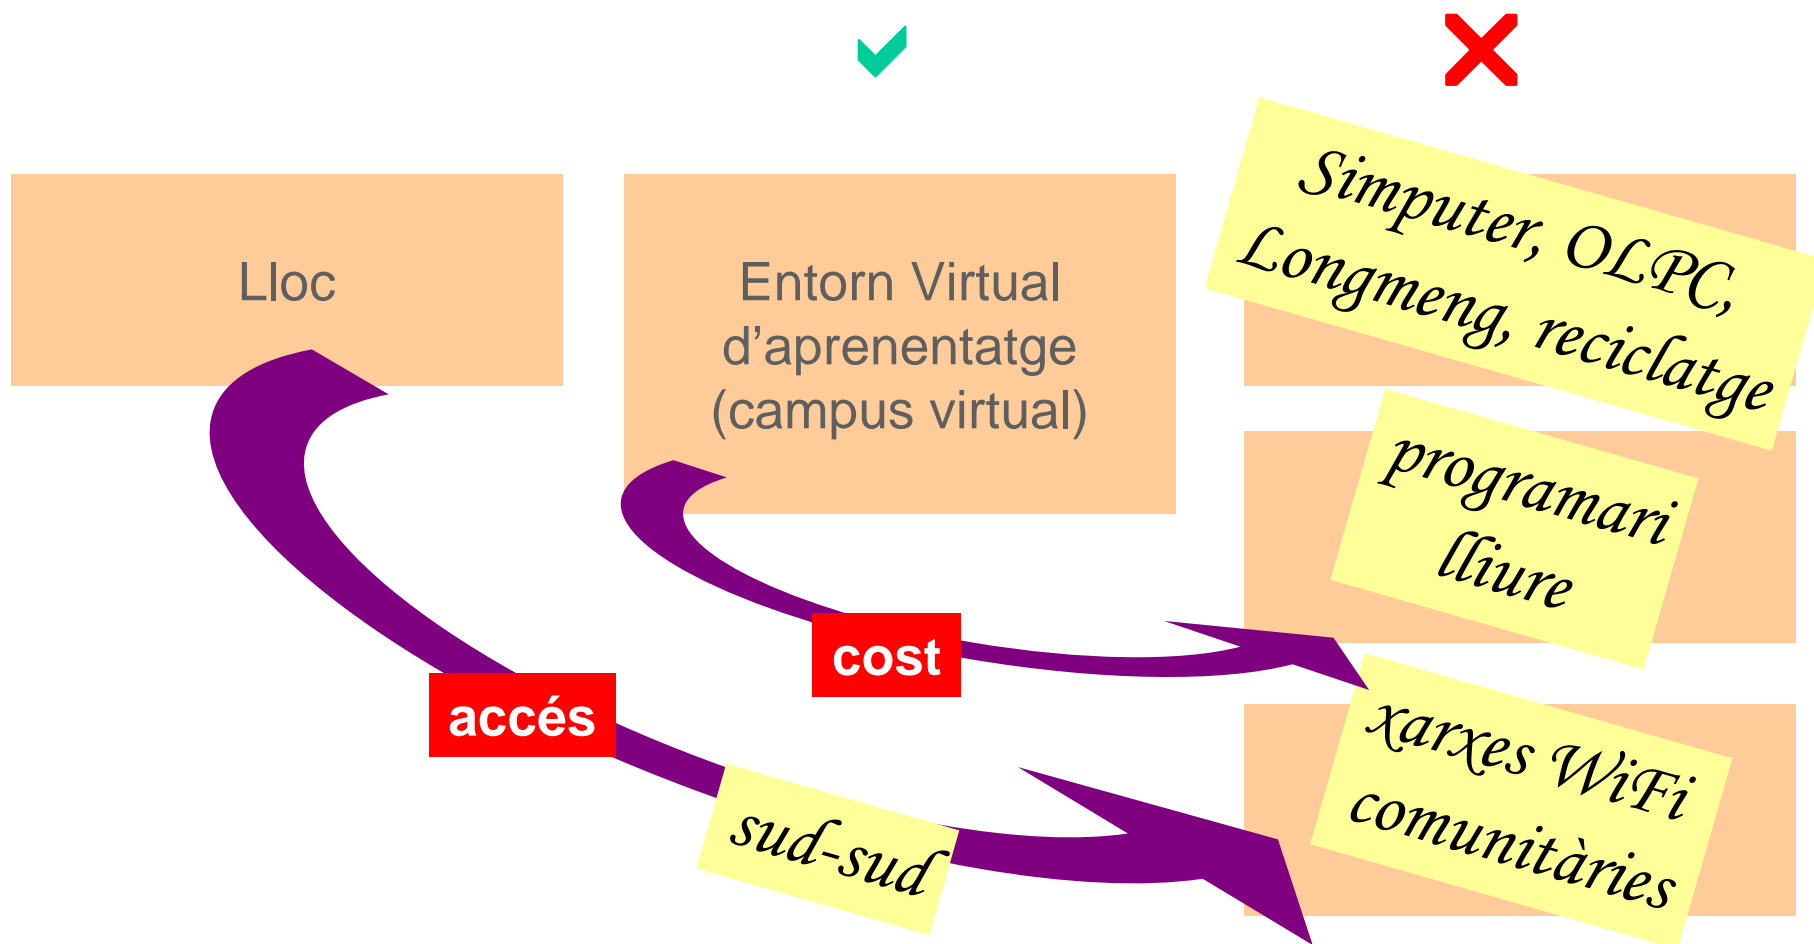 Lloc
Entorn Virtual
d’aprenentatge
(campus virtual)
Simputer, OLPC,
Longmeng, reciclatge
programari
lliure
cost
accés
xarxes WiFi
comunitàries
sud-sud